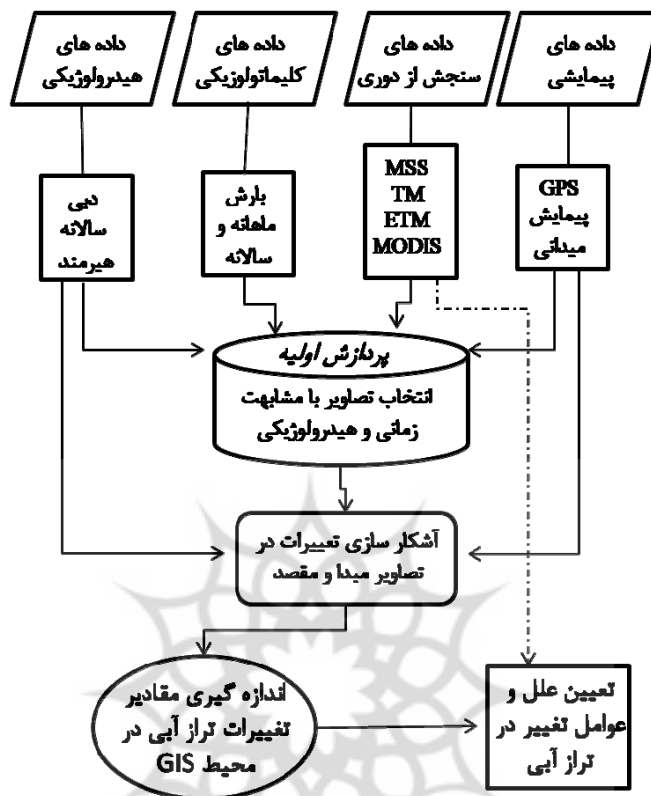 داده های
پیمایشی
داده های
سنجش از دوری
داده های
کلیماتولوزیکی
داده های
هیدرولوژیکی
GPS
پیمایش
میدانی
MSS
TM
ETM
MODIS
بارش
ماهانه و
سالانه
دبی
سالانه
هیرمند
پردازش اولیه
انتخاب تصاویر با مشابهت
زمانی و هیدرولوژیکی
آشکار سازی تعییرات در
تصاویر مبدا و مقصد
اندازه گیری مقادیر
تغییرات تراز آبی در
محیط GIS
تعیین علل و
عوامل تغییر در
تراز آبی